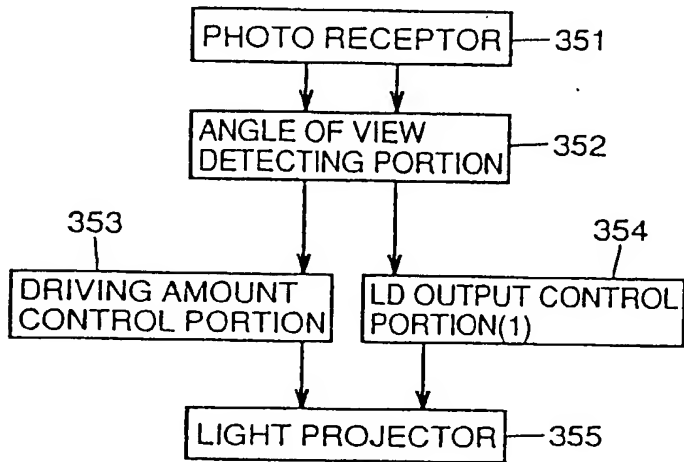 PHOTO RECEPTOR
351
ANGLE OF VIEW
DETECTING PORTION
352
353
354
DRIVING AMOUNT
CONTROL PORTION
LD OUTPUT CONTROL
PORTION(1)
LIGHT PROJECTOR
355